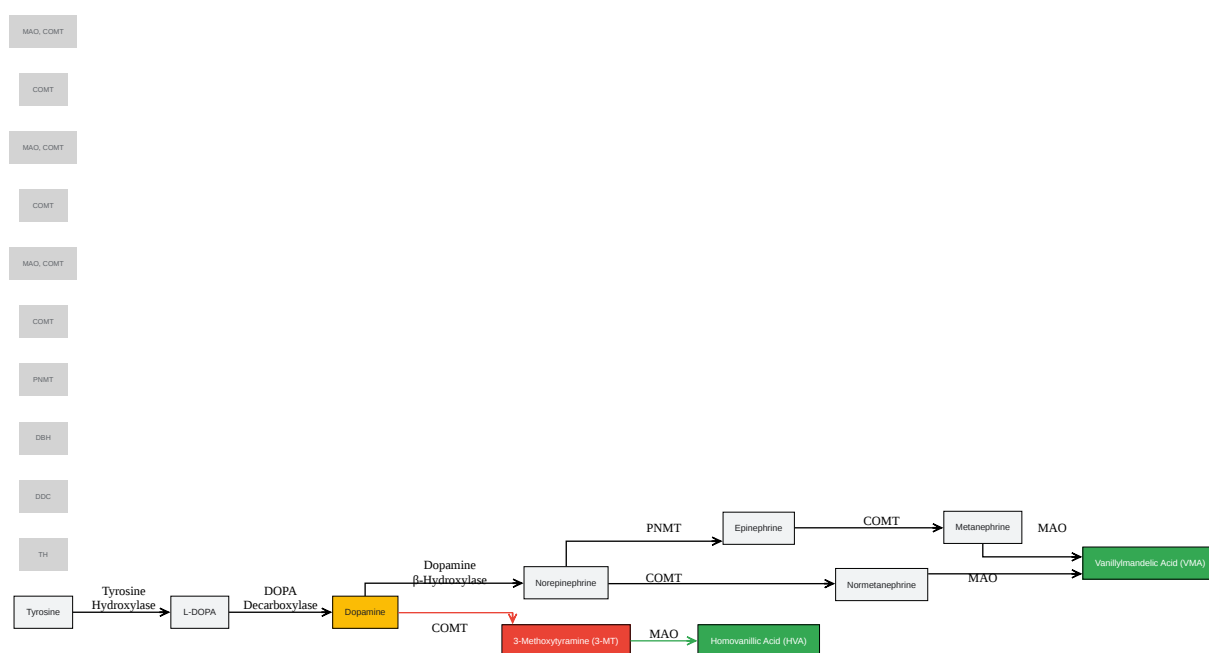 MAO, COMT
COMT
MAO, COMT
COMT
MAO, COMT
COMT
PNMT
DBH
DDC
TH
Tyrosine
Tyrosine
Hydroxylase
L-DOPA
DOPA
Decarboxylase
Dopamine
Dopamine
β-Hydroxylase
Norepinephrine
PNMT
Epinephrine
COMT
Metanephrine
MAO
COMT
Normetanephrine
MAO
Vanillylmandelic Acid (VMA)
COMT
3-Methoxytyramine (3-MT)
MAO
Homovanillic Acid (HVA)